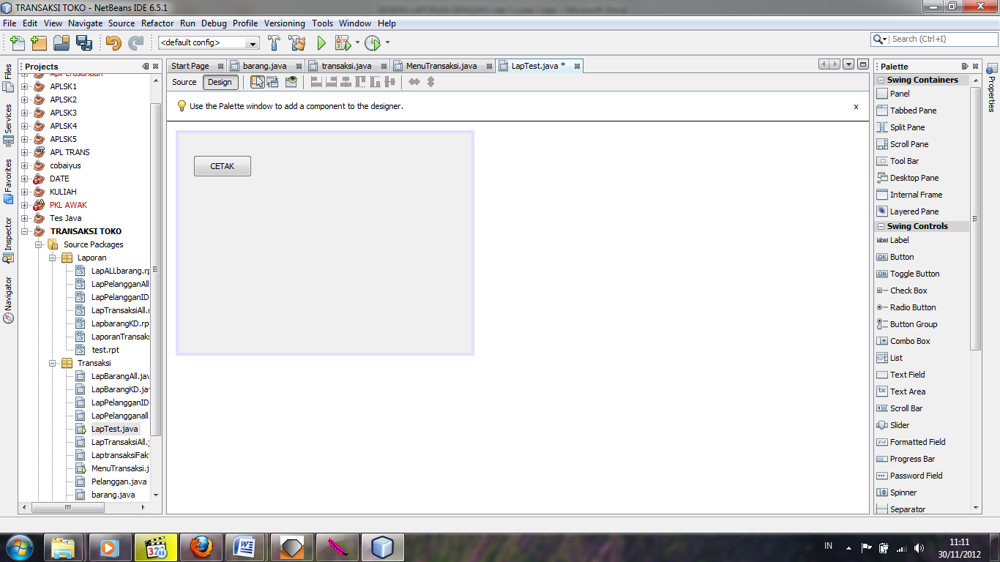 TRANSAKSI TOKO - NetBeans IDE 6.5.1
File Edit View Navigate Source Refactor Run Debug Profile Versioning Tools Window Help
<default config>
Search (Ctrl+I)
Files
Services
Favorites
Inspector
Navigator
Projects
APLSK1
APLSK2
APLSK3
APLSK4
APLSK5
APL TRANS
cobaiyus
DATE
KULIAH
PKL AWAK
Tes Java
TRANSAKSI TOKO
Source Packages
Laporan
LapALLbarang.rp
LapPelangganAll
LapPelangganID
LapTransaksiAll.r
LapbarangKD.rp
LaporanTransaks
test.rpt
Transaksi
LapBarangAll.jav
LapBarangKD.jav
LapPelangganID
LapPelangganall
LapTest.java
LapTransaksiAll.j
LaptransaksiFakt
MenuTransaksi.j
Pelanggan.java
barang.java
Start Page barang.java transaksi.java MenuTransaksi.java LapTest.java *
Source Design
Use the Palette window to add a component to the designer. x
CETAK
Palette
Swing Containers
Panel
Tabbed Pane
Split Pane
Scroll Pane
Tool Bar
Desktop Pane
Internal Frame
Layered Pane
Swing Controls
label Label
OK Button
ON Toggle Button
Check Box
Radio Button
Button Group
Combo Box
List
Text Field
tx Text Area
Scroll Bar
Slider
Formatted Field
Progress Bar
Password Field
Spinner
Separator
Properties
321
IN
11:11
30/11/2012